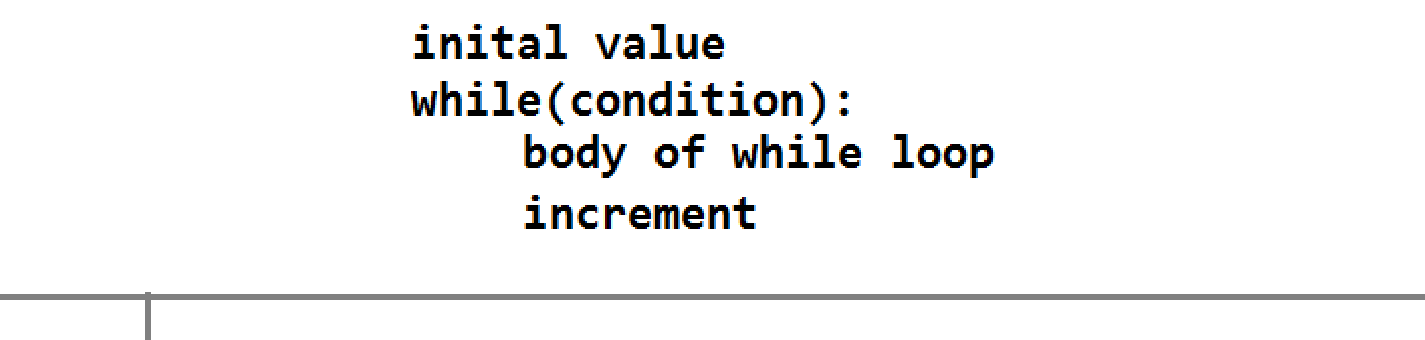 inital value
while(condition):
body of while loop
increment